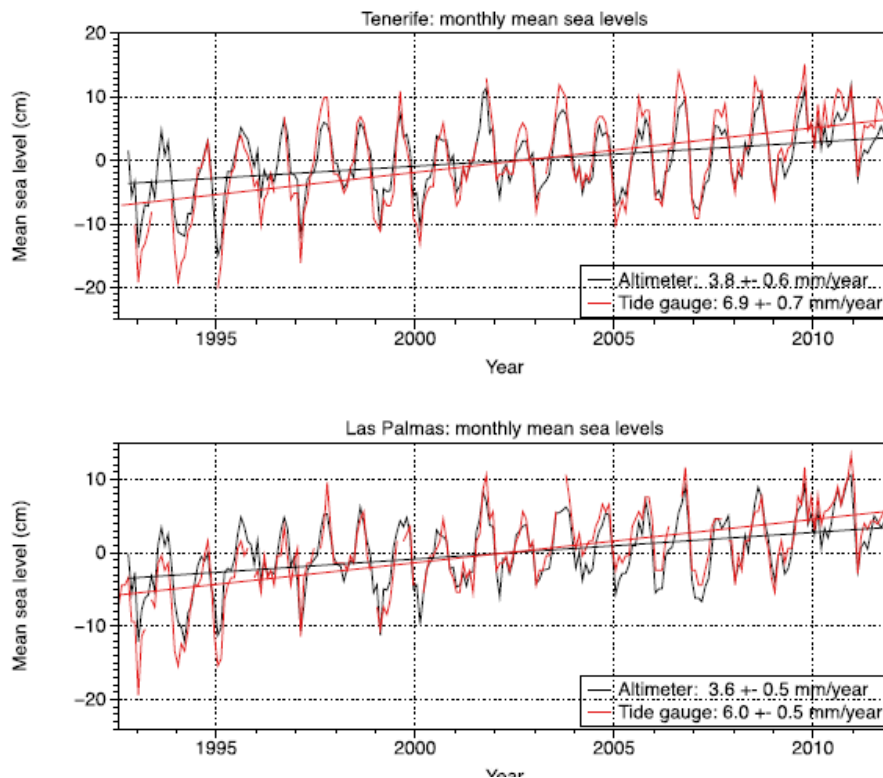 Tenerife: monthly mean sea levels
20
10
0
−10
−20
Mean sea level (cm)
Altimeter: 3.8 +- 0.6 mm/year
Tide gauge: 6.9 +- 0.7 mm/year
1995 2000 2005 2010
Year
Las Palmas: monthly mean sea levels
10
0
−10
−20
Mean sea level (cm)
Altimeter: 3.6 +- 0.5 mm/year
Tide gauge: 6.0 +- 0.5 mm/year
1995 2000 2005 2010
Year